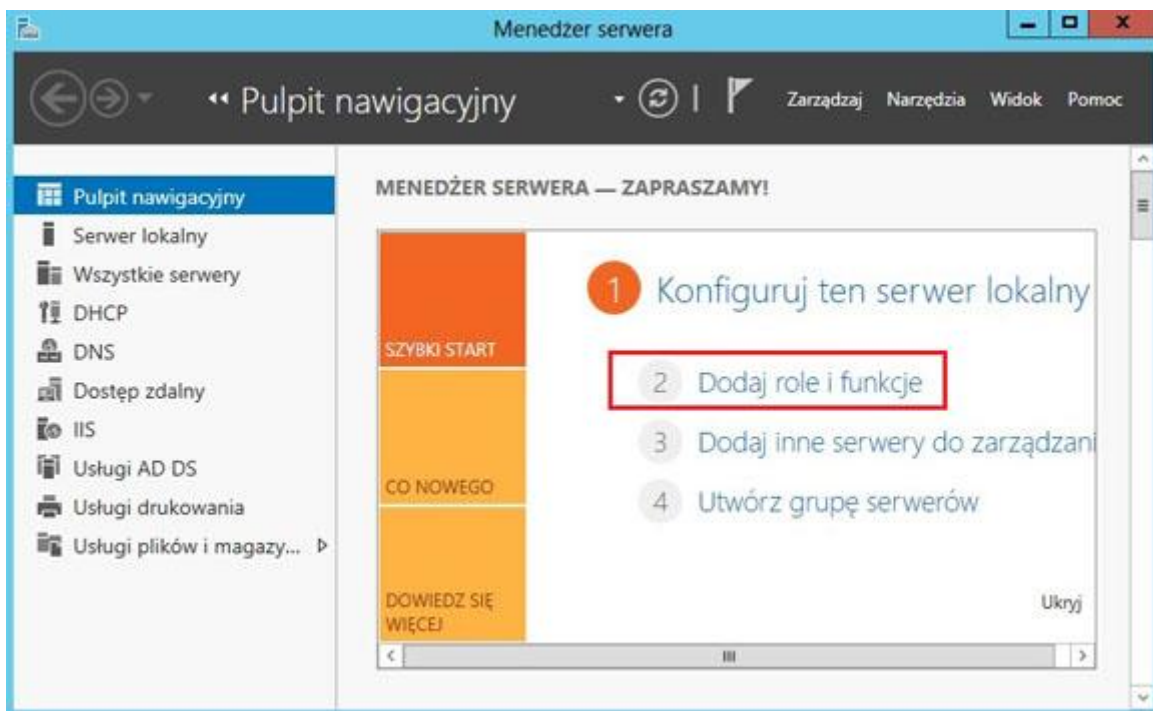 Menedżer serwera
Pulpit nawigacyjny
Zarządzaj Narzędzia Widok Pomoc
Pulpit nawigacyjny
Serwer lokalny
Wszystkie serwery
DHCP
DNS
Dostęp zdalny
IIS
Usługi AD DS
Usługi drukowania
Usługi plików i magazy...
MENEDŻER SERWERA — ZAPRASZAMY!
SZYBKI START
CO NOWEGO
DOWIEDZ SIĘ
WIĘCEJ
1 Konfiguruj ten serwer lokalny
2 Dodaj role i funkcje
3 Dodaj inne serwery do zarządzani
4 Utwórz grupę serwerów
Ukryj